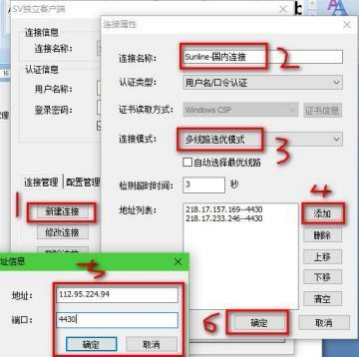 SV独立客户端
连接信息
连接名称:
认证信息
用户名称:
登录密码:
连接管理
配置管理
1
新建连接
修改连接
连接属性
连接名称:
Sunline-国内连接
2
认证类型:
用户名/口令认证
证书读取方式:
Windows CSP
证书信息
连接模式:
多线路选优模式
3
自动选择最优线路
检测超时时间:
3
秒
4
地址列表:
218.17.157.169--4430
218.17.233.246--4430
添加
删除
上移
下移
清空
6
确定
取消
址信息
5
地址:
112.95.224.94
端口:
4430
确定
取消